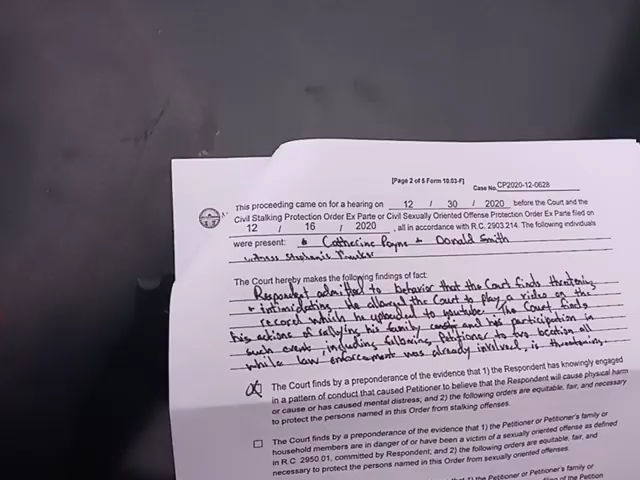 [Page 2 of 5 Form 10.03-F]
Case No. CP2020-12-0628
This proceeding came on for a hearing on 12 / 30 / 2020 before the Court and the
Civil Stalking Protection Order Ex Parte or Civil Sexually Oriented Offense Protection Order Ex Parte filed on
12 / 16 / 2020 , all in accordance with R.C. 2903.214. The following individuals
were present: Catherine Payne + Donald Smith
witness Stephanie
The Court hereby makes the following findings of fact:
Respondent admitted to behavior that the Court finds threatening
+ intimidating. He allowed the Court to play a video on the
record which he uploaded to youtube. The Court finds
his actions of rallying his family and his participation in
such event, including following Petitioner to location all
while law enforcement was already involved, is threatening.
The Court finds by a preponderance of the evidence that 1) the Respondent has knowingly engaged
in a pattern of conduct that caused Petitioner to believe that the Respondent will cause physical harm
or cause or has caused mental distress; and 2) the following orders are equitable, fair, and necessary
to protect the persons named in this Order from stalking offenses.
The Court finds by a preponderance of the evidence that 1) the Petitioner or Petitioner's family or
household members are in danger of or have been a victim of a sexually oriented offense as defined
in R.C. 2950.01, committed by Respondent; and 2) the following orders are equitable, fair, and
necessary to protect the persons named in this Order from sexually oriented offenses.
that 1) the Petitioner or Petitioner's family or
of the Petition